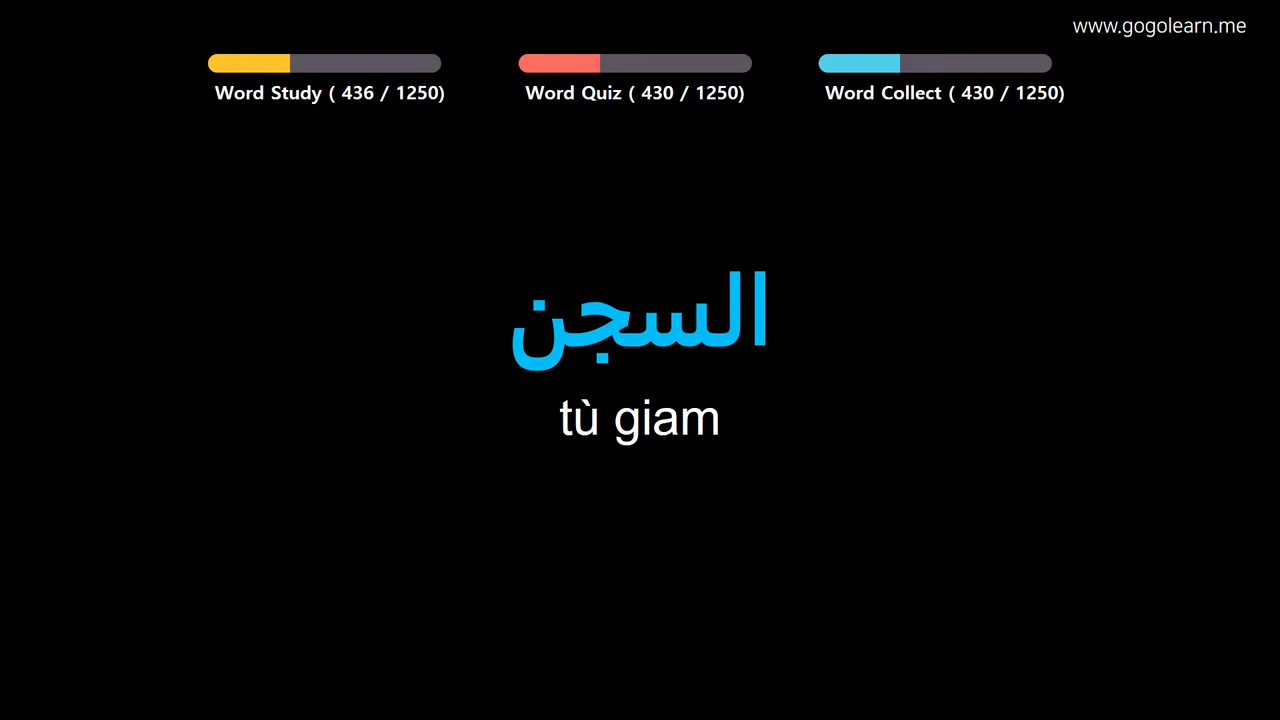 www.gogolearn.me
Word Study ( 436 / 1250)
Word Quiz ( 430 / 1250)
Word Collect ( 430 / 1250)
السجن
tù giam